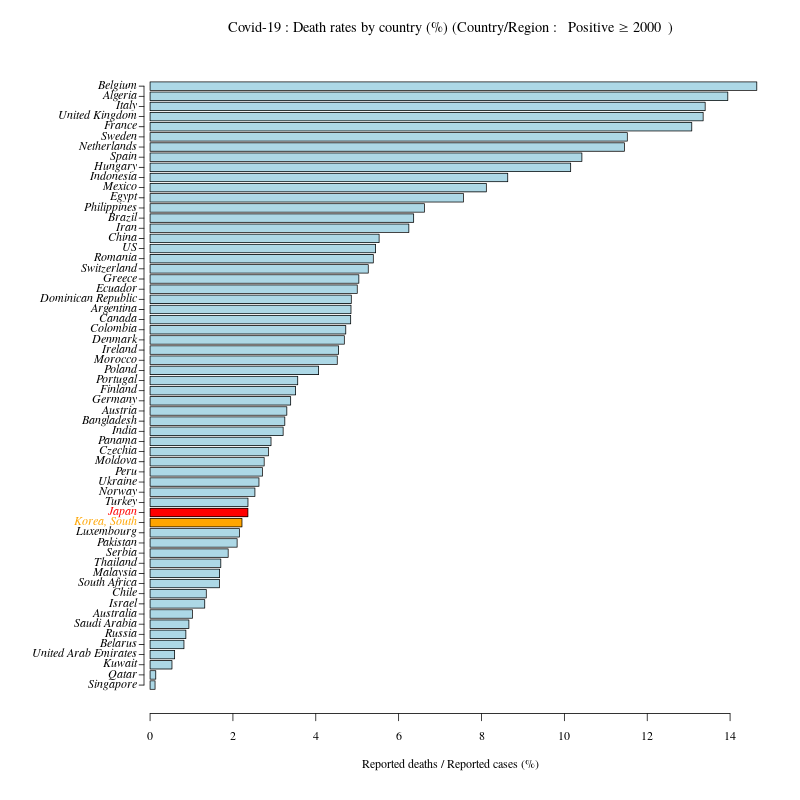 Covid-19 : Death rates by country (%) (Country/Region :   Positive ≥ 2000  )
Belgium
Algeria
Italy
United Kingdom
France
Sweden
Netherlands
Spain
Hungary
Indonesia
Mexico
Egypt
Philippines
Brazil
Iran
China
US
Romania
Switzerland
Greece
Ecuador
Dominican Republic
Argentina
Canada
Colombia
Denmark
Ireland
Morocco
Poland
Portugal
Finland
Germany
Austria
Bangladesh
India
Panama
Czechia
Moldova
Peru
Ukraine
Norway
Turkey
Japan
Korea, South
Luxembourg
Pakistan
Serbia
Thailand
Malaysia
South Africa
Chile
Israel
Australia
Saudi Arabia
Russia
Belarus
United Arab Emirates
Kuwait
Qatar
Singapore
0 2 4 6 8 10 12 14
Reported deaths / Reported cases (%)